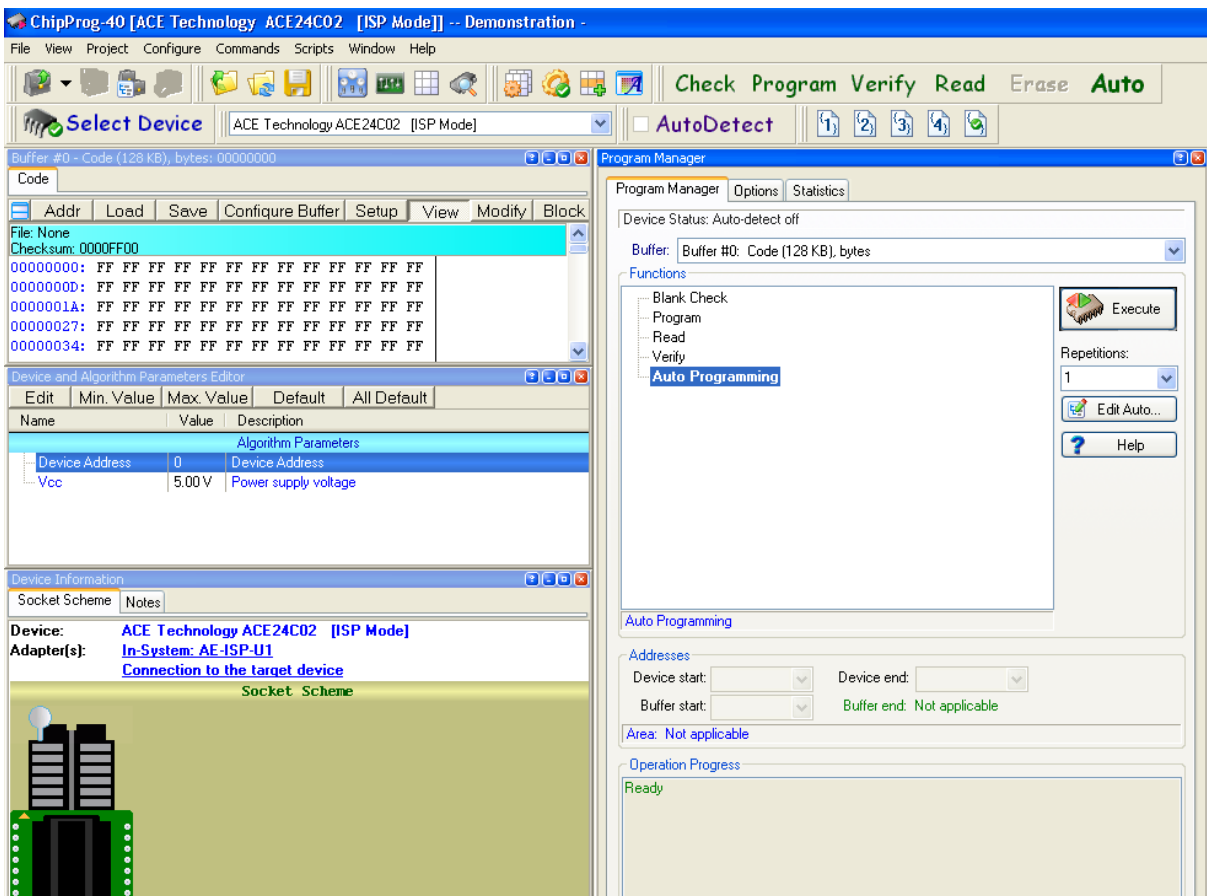 ChipProg-40 [ACE Technology ACE24C02 [ISP Mode]] -- Demonstration -
File View Project Configure Commands Scripts Window Help
Check Program Verify Read Erase Auto
Select Device ACE Technology ACE24C02 [ISP Mode] AutoDetect 1 2 3 4
Buffer #0 - Code (128 KB), bytes: 00000000
Code
Addr Load Save Configure Buffer Setup View Modify Block
File: None
Checksum: 0000FF00
00000000: FF FF FF FF FF FF FF FF FF FF FF FF FF
0000000D: FF FF FF FF FF FF FF FF FF FF FF FF FF
0000001A: FF FF FF FF FF FF FF FF FF FF FF FF FF
00000027: FF FF FF FF FF FF FF FF FF FF FF FF FF
00000034: FF FF FF FF FF FF FF FF FF FF FF FF FF
Device and Algorithm Parameters Editor
Edit Min. Value Max. Value Default All Default
Name Value Description
Algorithm Parameters
Device Address 0 Device Address
Vcc 5.00 V Power supply voltage
Device Information
Socket Scheme Notes
Device: ACE Technology ACE24C02 [ISP Mode]
Adapter(s): In-System: AE-ISP-U1
Connection to the target device
Socket Scheme
Program Manager
Program Manager Options Statistics
Device Status: Auto-detect off
Buffer: Buffer #0: Code (128 KB), bytes
Functions
Blank Check
Program
Read
Verify
Auto Programming
Execute
Repetitions:
1
Edit Auto...
? Help
Auto Programming
Addresses
Device start: Device end:
Buffer start: Buffer end: Not applicable
Area: Not applicable
Operation Progress
Ready